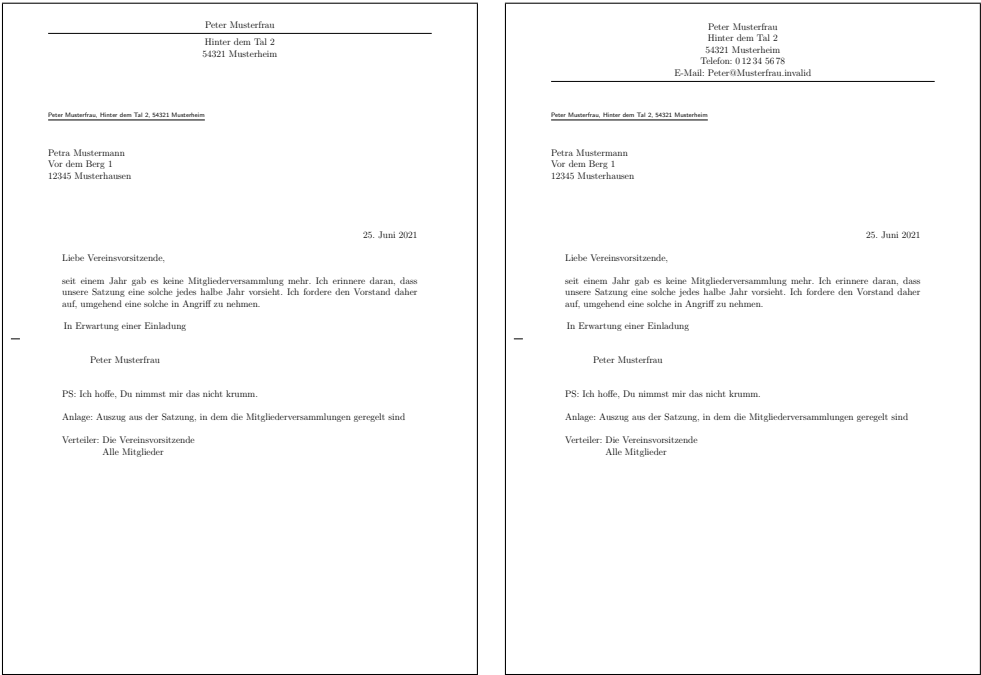 Peter Musterfrau
Hinter dem Tal 2
54321 Musterheim
Peter Musterfrau, Hinter dem Tal 2, 54321 Musterheim
Petra Mustermann
Vor dem Berg 1
12345 Musterhausen
25. Juni 2021
Liebe Vereinsvorsitzende,
seit einem Jahr gab es keine Mitgliederversammlung mehr. Ich erinnere daran, dass
unsere Satzung eine solche jedes halbe Jahr vorsieht. Ich fordere den Vorstand daher
auf, umgehend eine solche in Angriff zu nehmen.
In Erwartung einer Einladung
Peter Musterfrau
PS: Ich hoffe, Du nimmst mir das nicht krumm.
Anlage: Auszug aus der Satzung, in dem die Mitgliederversammlungen geregelt sind
Verteiler: Die Vereinsvorsitzende
Alle Mitglieder
Peter Musterfrau
Hinter dem Tal 2
54321 Musterheim
Telefon: 0 12 34 56 78
E-Mail: Peter@Musterfrau.invalid
Peter Musterfrau, Hinter dem Tal 2, 54321 Musterheim
Petra Mustermann
Vor dem Berg 1
12345 Musterhausen
25. Juni 2021
Liebe Vereinsvorsitzende,
seit einem Jahr gab es keine Mitgliederversammlung mehr. Ich erinnere daran, dass
unsere Satzung eine solche jedes halbe Jahr vorsieht. Ich fordere den Vorstand daher
auf, umgehend eine solche in Angriff zu nehmen.
In Erwartung einer Einladung
Peter Musterfrau
PS: Ich hoffe, Du nimmst mir das nicht krumm.
Anlage: Auszug aus der Satzung, in dem die Mitgliederversammlungen geregelt sind
Verteiler: Die Vereinsvorsitzende
Alle Mitglieder